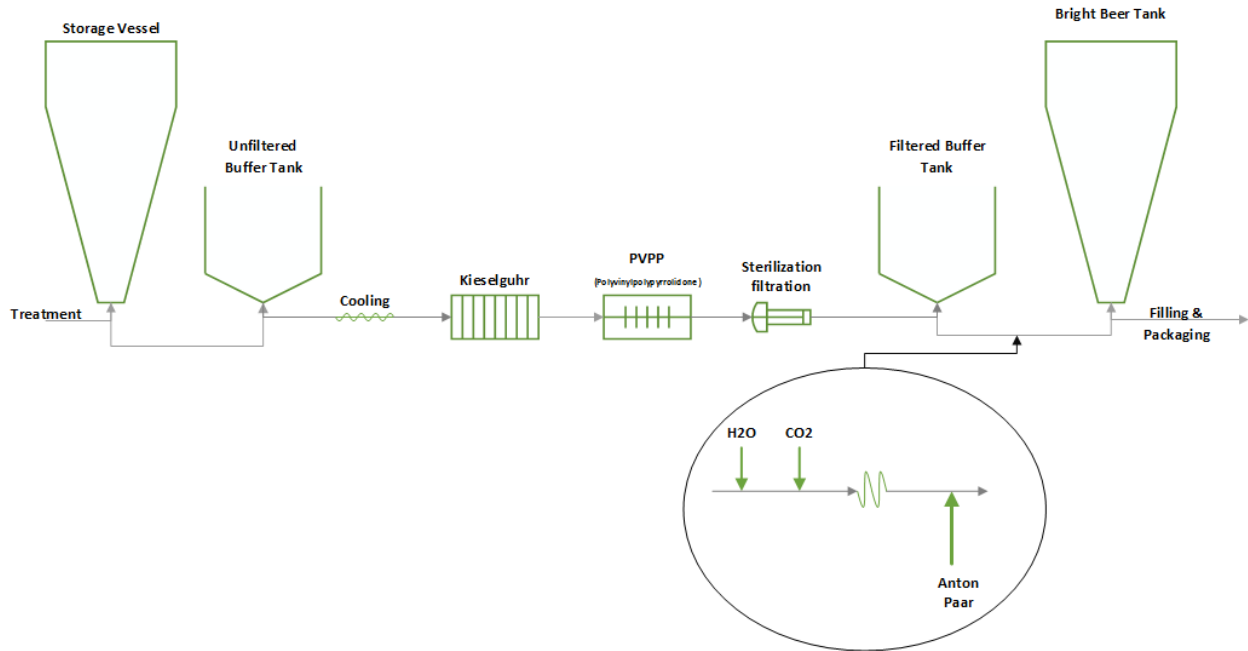 Storage Vessel
Bright Beer Tank
Unfiltered
Buffer Tank
Filtered Buffer
Tank
PVPP
(Polyvinylpolypyrrolidone)
Sterilization
filtration
Kieselguhr
Cooling
Treatment
Filling &
Packaging
H2O
CO2
Anton
Paar